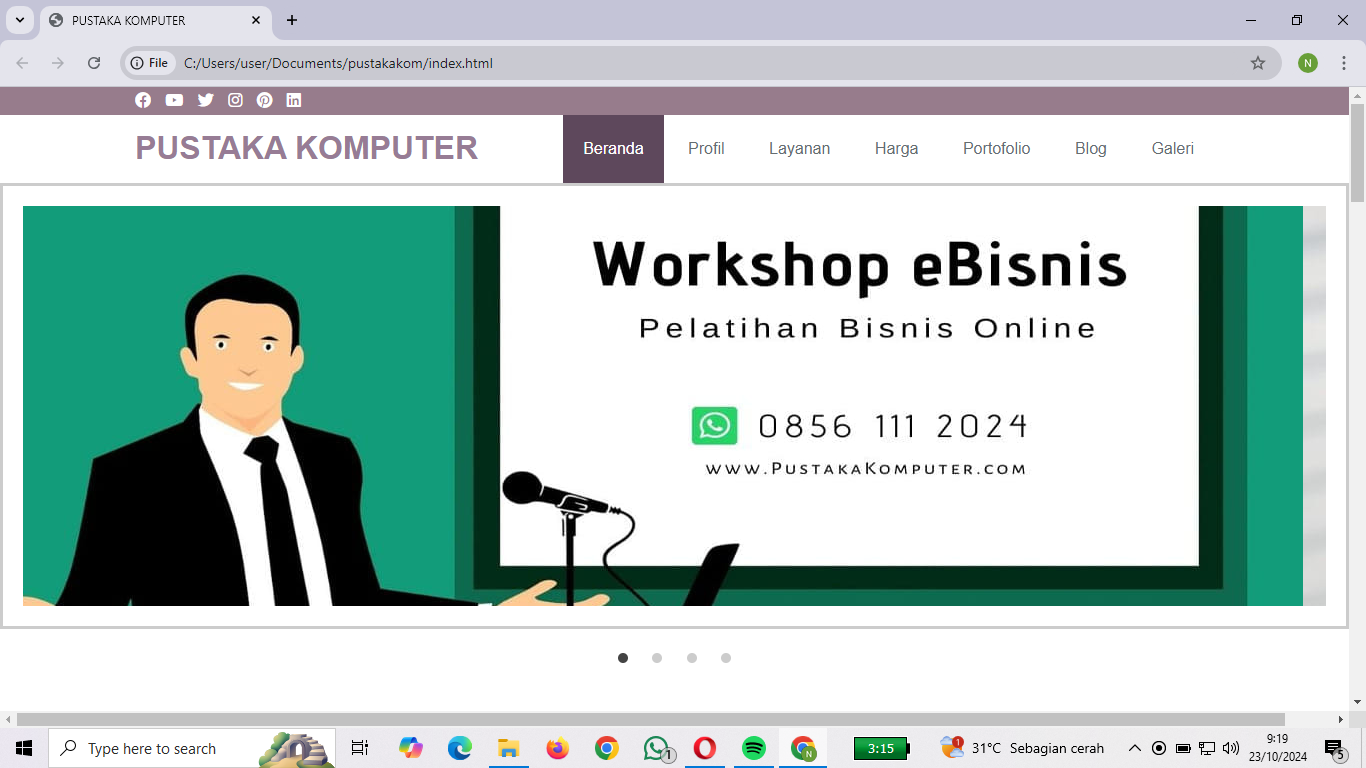 PUSTAKA KOMPUTER
File
C:/Users/user/Documents/pustakakom/index.html
N
PUSTAKA KOMPUTER
Beranda
Profil
Layanan
Harga
Portofolio
Blog
Galeri
Workshop eBisnis
Pelatihan Bisnis Online
0856 111 2024
www.PustakaKomputer.com
Type here to search
1
N
3:15
1
31°C Sebagian cerah
9:19
23/10/2024
5